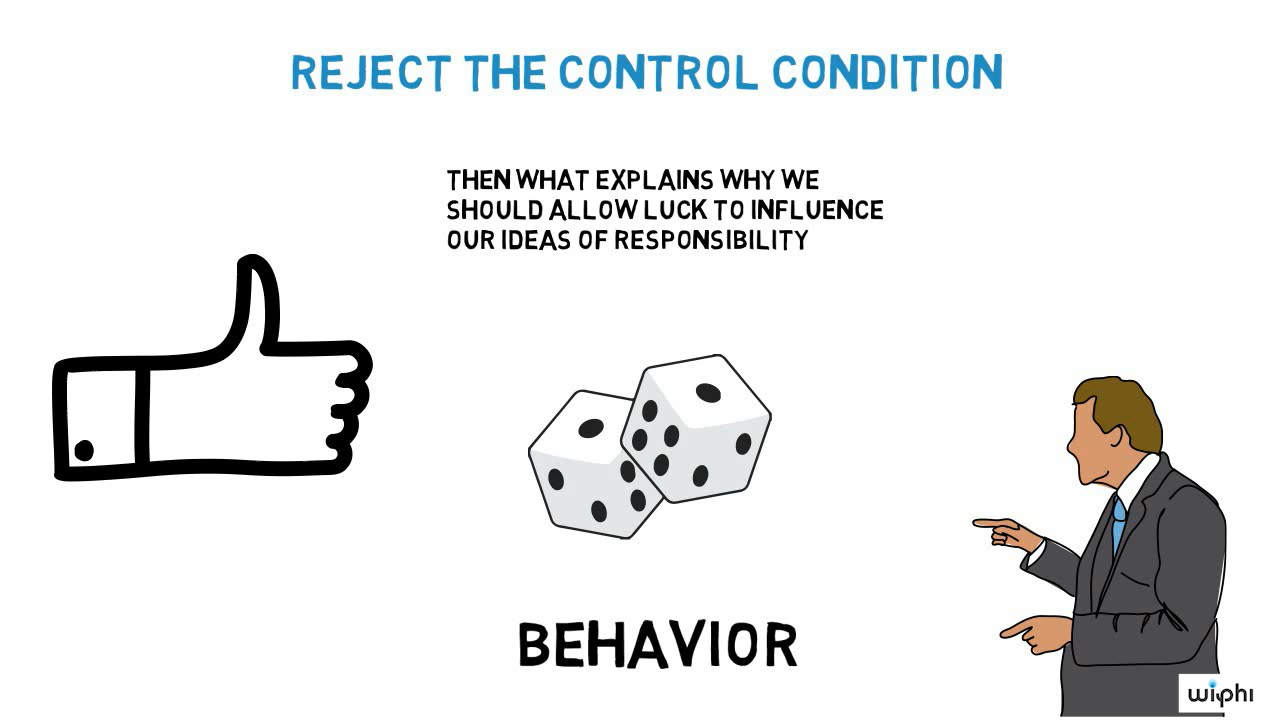 REJECT THE CONTROL CONDITION
THEN WHAT EXPLAINS WHY WE
SHOULD ALLOW LUCK TO INFLUENCE
OUR IDEAS OF RESPONSIBILITY
BEHAVIOR
wiphi